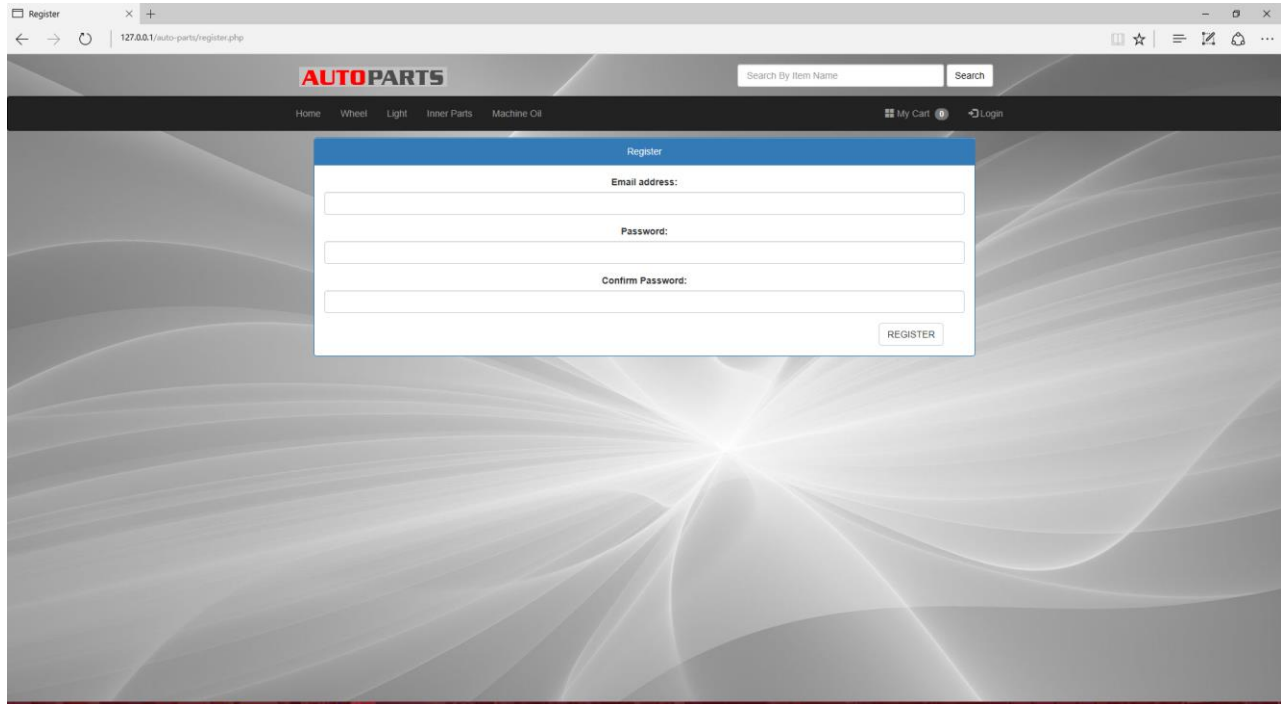 Register
127.0.0.1/auto-parts/register.php
AUTOPARTS
Search By Item Name
Search
Home Wheel Light Inner Parts Machine Oil My Cart 0 Login
Register
Email address:
Password:
Confirm Password:
REGISTER